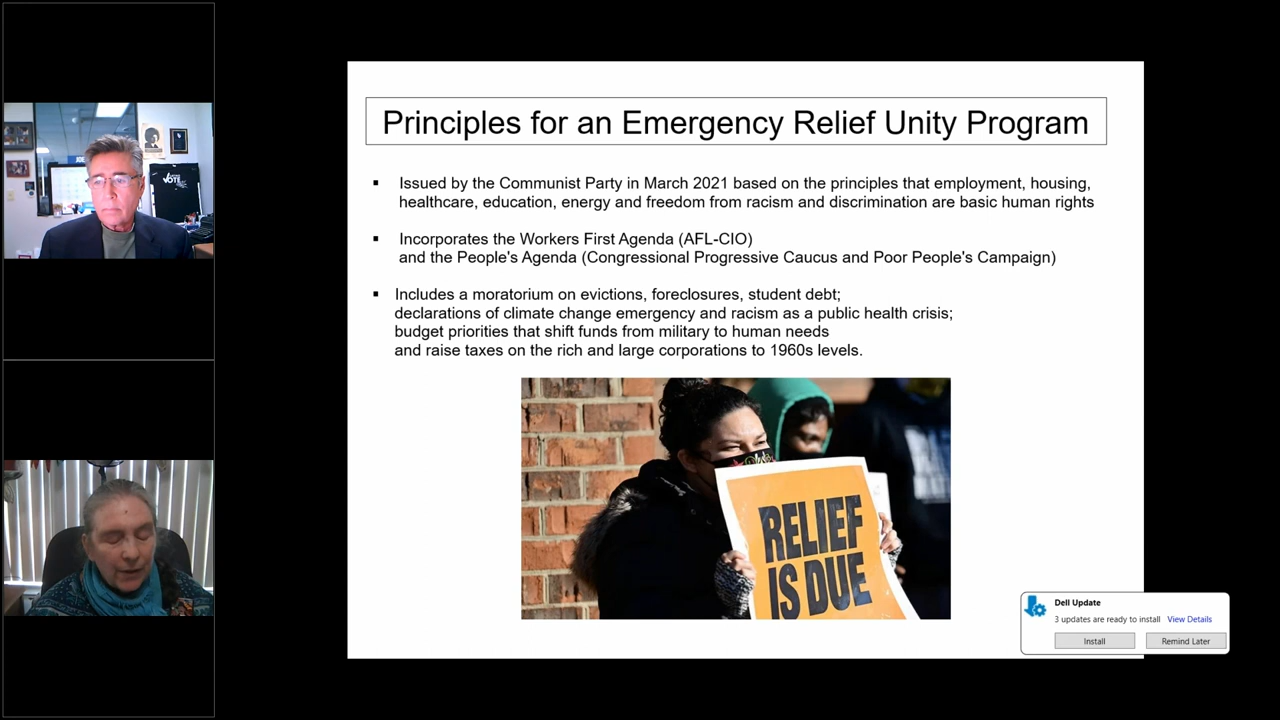 Principles for an Emergency Relief Unity Program
▪ Issued by the Communist Party in March 2021 based on the principles that employment, housing,
healthcare, education, energy and freedom from racism and discrimination are basic human rights
▪ Incorporates the Workers First Agenda (AFL-CIO)
and the People's Agenda (Congressional Progressive Caucus and Poor People's Campaign)
▪ Includes a moratorium on evictions, foreclosures, student debt;
declarations of climate change emergency and racism as a public health crisis;
budget priorities that shift funds from military to human needs
and raise taxes on the rich and large corporations to 1960s levels.
RELIEF
IS DUE
VOTE
Dell Update
3 updates are ready to install View Details
Install Remind Later